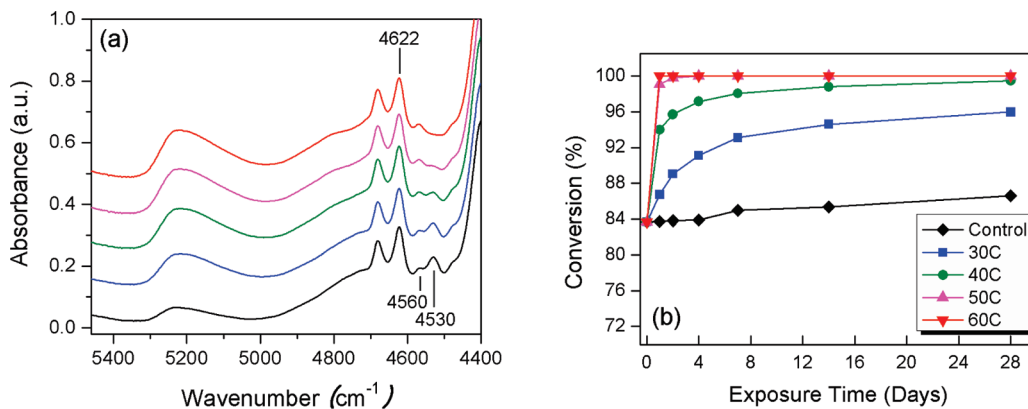 (a)
4622
1.0
0.8
0.6
0.4
0.2
0.0
Absorbance (a.u.)
4560
4530
5400 5200 5000 4800 4600 4400
Wavenumber (cm⁻¹)
100
96
92
88
84
80
76
72
Conversion (%)
Control
30C
40C
50C
60C
(b)
0 4 8 12 16 20 24 28
Exposure Time (Days)